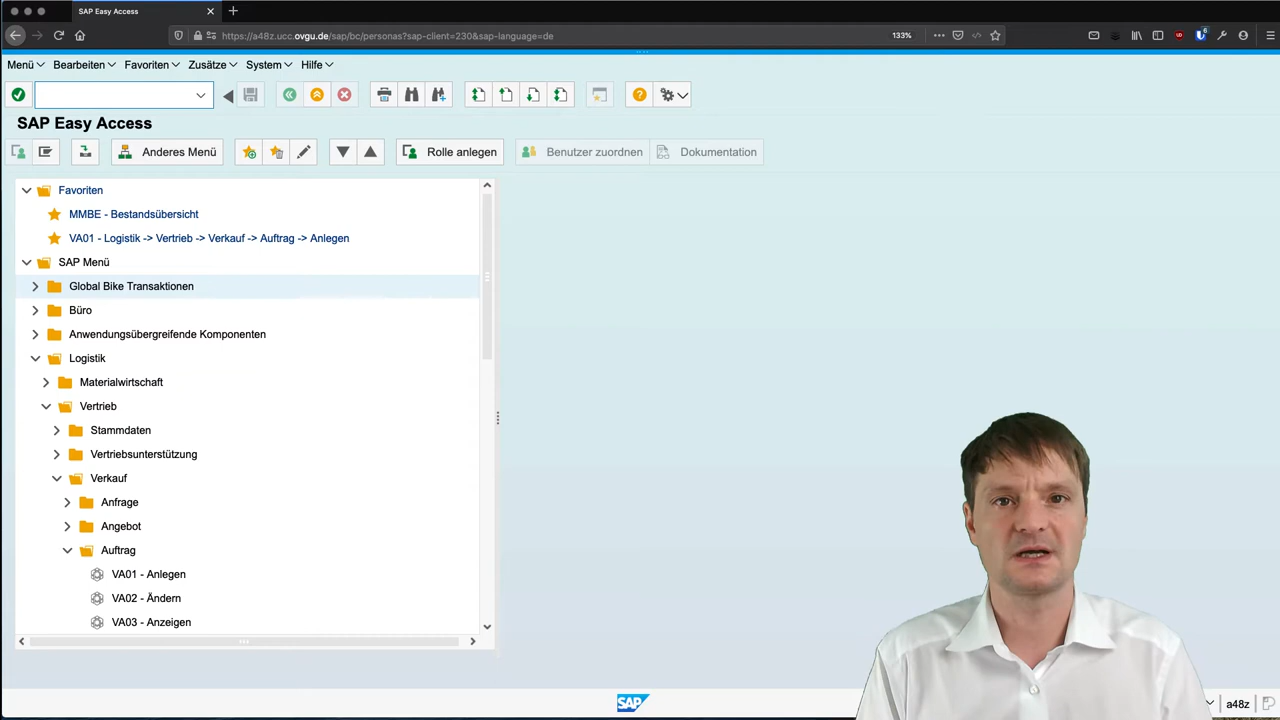 SAP Easy Access
https://a48z.ucc.ovgu.de/sap/bc/personas?sap-client=230&sap-language=de
133%
6
Menü Bearbeiten Favoriten Zusätze System Hilfe
SAP Easy Access
Anderes Menü Rolle anlegen Benutzer zuordnen Dokumentation
Favoriten
MMBE - Bestandsübersicht
VA01 - Logistik -> Vertrieb -> Verkauf -> Auftrag -> Anlegen
SAP Menü
Global Bike Transaktionen
Büro
Anwendungsübergreifende Komponenten
Logistik
Materialwirtschaft
Vertrieb
Stammdaten
Vertriebsunterstützung
Verkauf
Anfrage
Angebot
Auftrag
VA01 - Anlegen
VA02 - Ändern
VA03 - Anzeigen
SAP
a48z